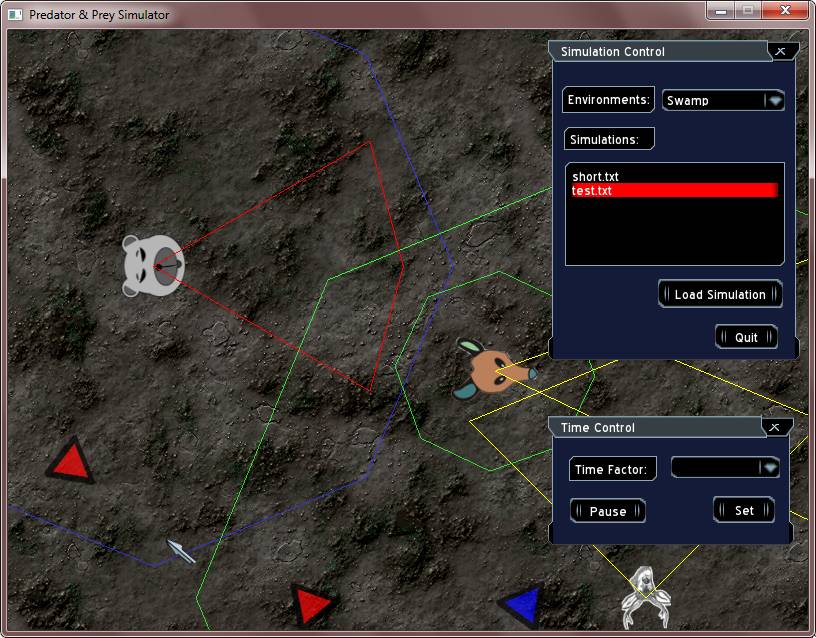 Predator & Prey Simulator
Simulation Control
Environments: Swamp
Simulations:
short.txt
test.txt
Load Simulation
Quit
Time Control
Time Factor:
Pause Set